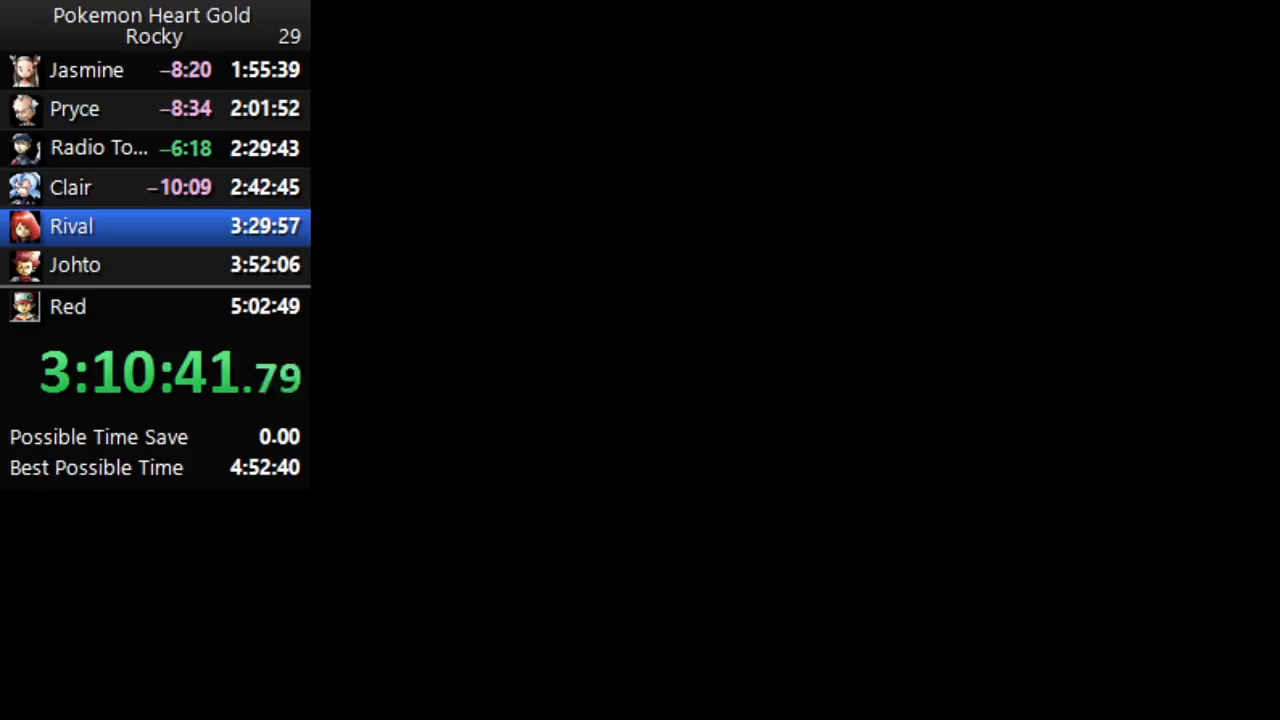 Pokemon Heart Gold
Rocky 29
Jasmine −8:20 1:55:39
Pryce −8:34 2:01:52
Radio To... −6:18 2:29:43
Clair −10:09 2:42:45
Rival 3:29:57
Johto 3:52:06
Red 5:02:49
3:10:41.79
Possible Time Save 0.00
Best Possible Time 4:52:40